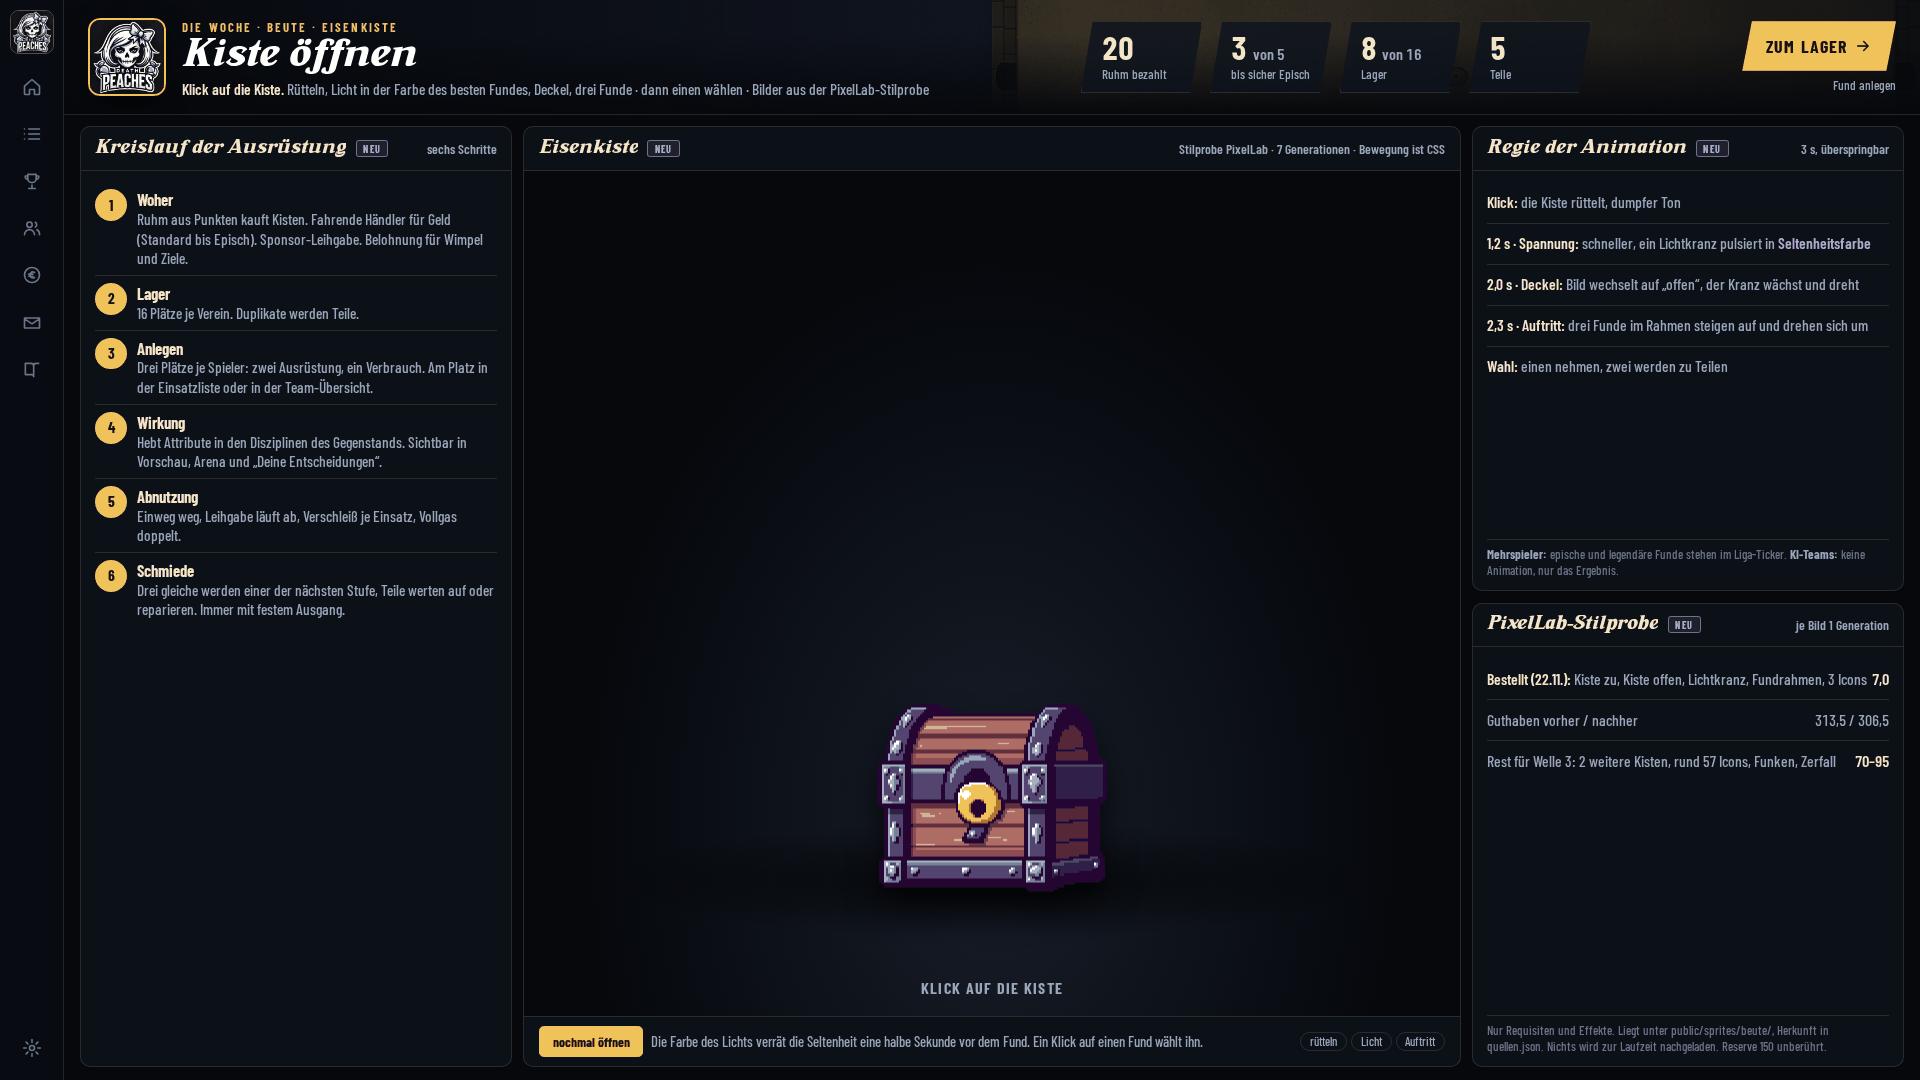 DEATH
PEACHES
DIE WOCHE · BEUTE · EISENKISTE
Kiste öffnen
Klick auf die Kiste. Rütteln, Licht in der Farbe des besten Fundes, Deckel, drei Funde · dann einen wählen · Bilder aus der PixelLab-Stilprobe
20
Ruhm bezahlt
3 von 5
bis sicher Episch
8 von 16
Lager
5
Teile
ZUM LAGER →
Fund anlegen
Kreislauf der Ausrüstung NEU sechs Schritte
1 Woher
Ruhm aus Punkten kauft Kisten. Fahrende Händler für Geld
(Standard bis Episch). Sponsor-Leihgabe. Belohnung für Wimpel
und Ziele.
2 Lager
16 Plätze je Verein. Duplikate werden Teile.
3 Anlegen
Drei Plätze je Spieler: zwei Ausrüstung, ein Verbrauch. Am Platz in
der Einsatzliste oder in der Team-Übersicht.
4 Wirkung
Hebt Attribute in den Disziplinen des Gegenstands. Sichtbar in
Vorschau, Arena und „Deine Entscheidungen“.
5 Abnutzung
Einweg weg, Leihgabe läuft ab, Verschleiß je Einsatz, Vollgas
doppelt.
6 Schmiede
Drei gleiche werden einer der nächsten Stufe, Teile werten auf oder
reparieren. Immer mit festem Ausgang.
Eisenkiste NEU Stilprobe PixelLab · 7 Generationen · Bewegung ist CSS
KLICK AUF DIE KISTE
nochmal öffnen Die Farbe des Lichts verrät die Seltenheit eine halbe Sekunde vor dem Fund. Ein Klick auf einen Fund wählt ihn. rütteln Licht Auftritt
Regie der Animation NEU 3 s, überspringbar
Klick: die Kiste rüttelt, dumpfer Ton
1,2 s · Spannung: schneller, ein Lichtkranz pulsiert in Seltenheitsfarbe
2,0 s · Deckel: Bild wechselt auf „offen“, der Kranz wächst und dreht
2,3 s · Auftritt: drei Funde im Rahmen steigen auf und drehen sich um
Wahl: einen nehmen, zwei werden zu Teilen
Mehrspieler: epische und legendäre Funde stehen im Liga-Ticker. KI-Teams: keine
Animation, nur das Ergebnis.
PixelLab-Stilprobe NEU je Bild 1 Generation
Bestellt (22.11.): Kiste zu, Kiste offen, Lichtkranz, Fundrahmen, 3 Icons 7,0
Guthaben vorher / nachher 313,5 / 306,5
Rest für Welle 3: 2 weitere Kisten, rund 57 Icons, Funken, Zerfall 70–95
Nur Requisiten und Effekte. Liegt unter public/sprites/beute/, Herkunft in
quellen.json. Nichts wird zur Laufzeit nachgeladen. Reserve 150 unberührt.